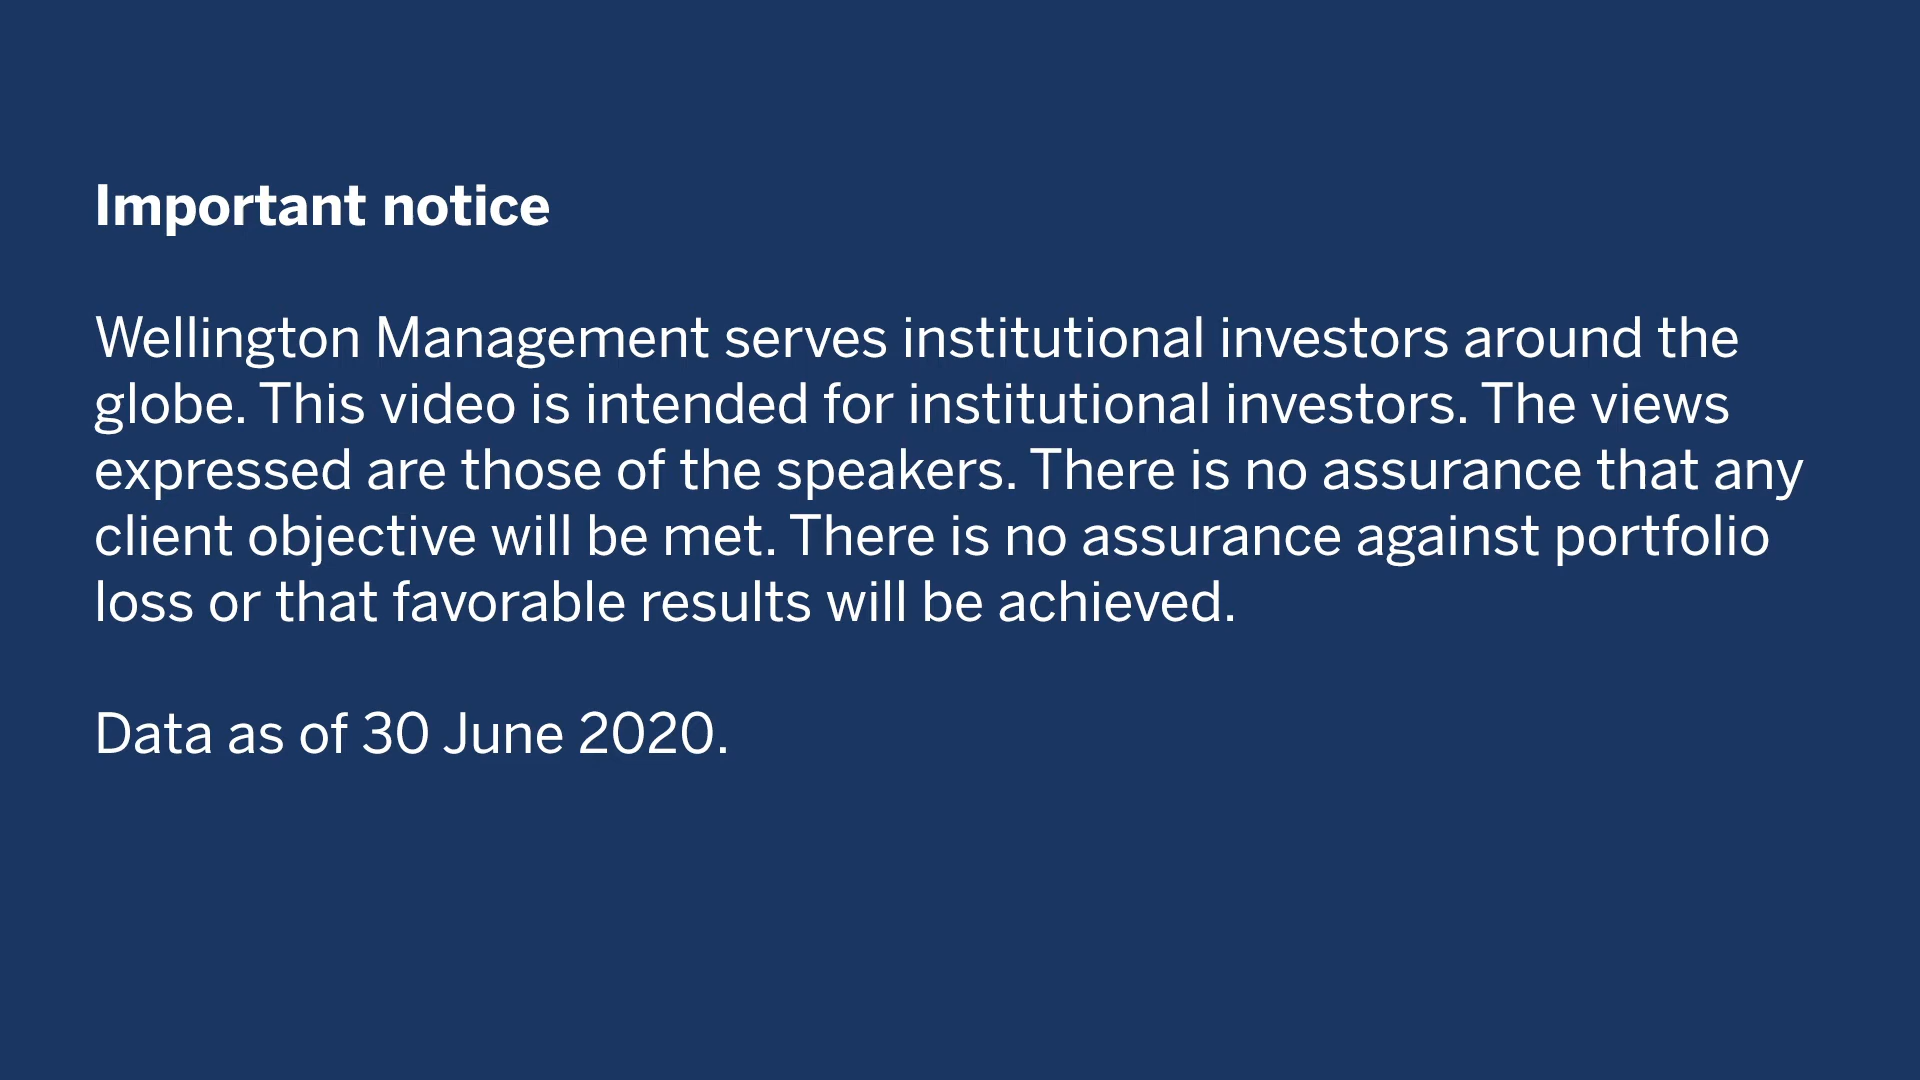 Important notice
Wellington Management serves institutional investors around the
globe. This video is intended for institutional investors. The views
expressed are those of the speakers. There is no assurance that any
client objective will be met. There is no assurance against portfolio
loss or that favorable results will be achieved.
Data as of 30 June 2020.